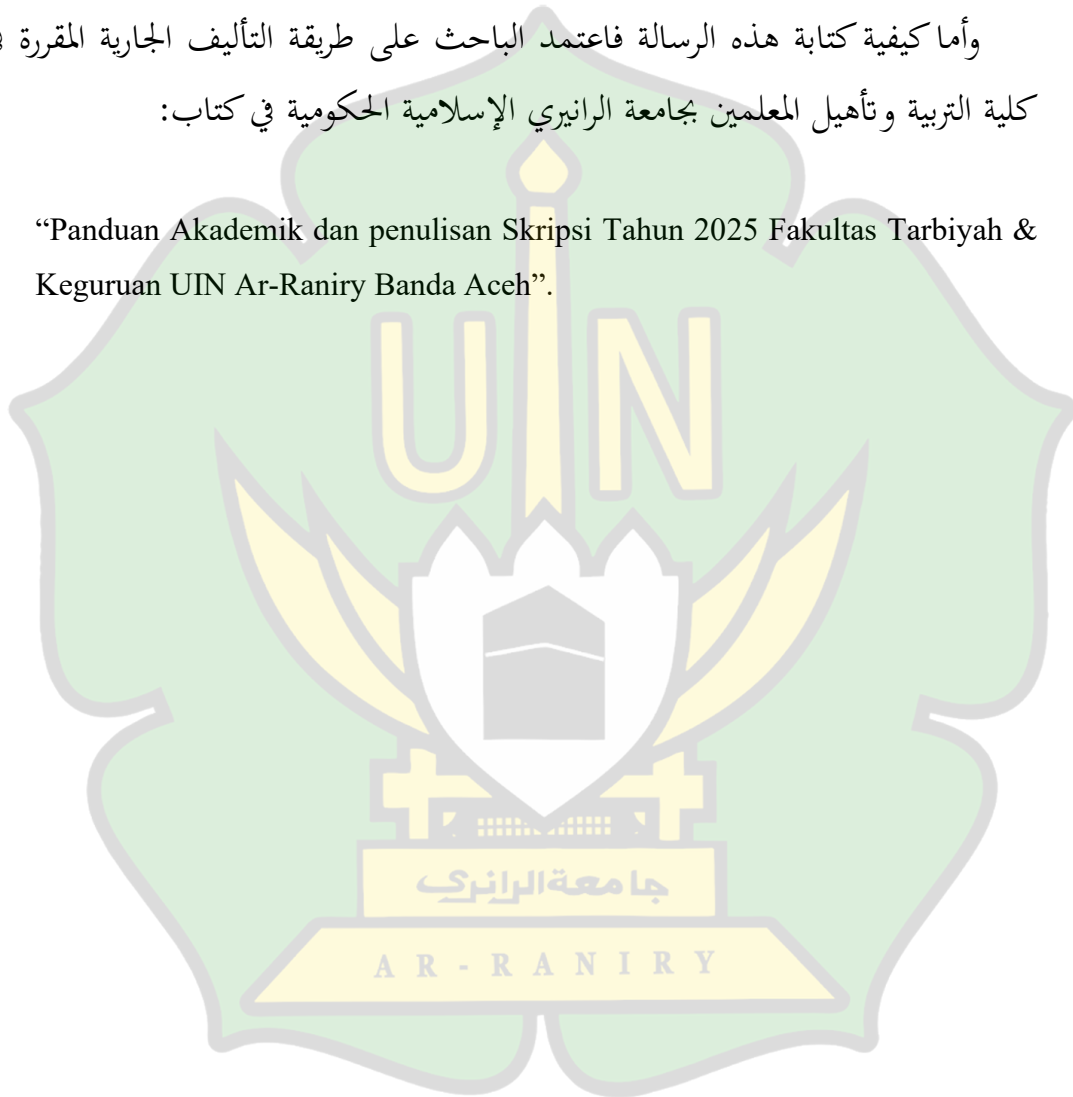 وأما كيفية كتابة هذه الرسالة فاعتمد الباحث على طريقة التأليف الجارية المقررة
كلية التربية وتأهيل المعلمين بجامعة الرانيري الإسلامية الحكومية في كتاب:
“Panduan Akademik dan penulisan Skripsi Tahun 2025 Fakultas Tarbiyah &
Keguruan UIN Ar-Raniry Banda Aceh”.
UIN
جامعة الرانري
AR-RANIRY